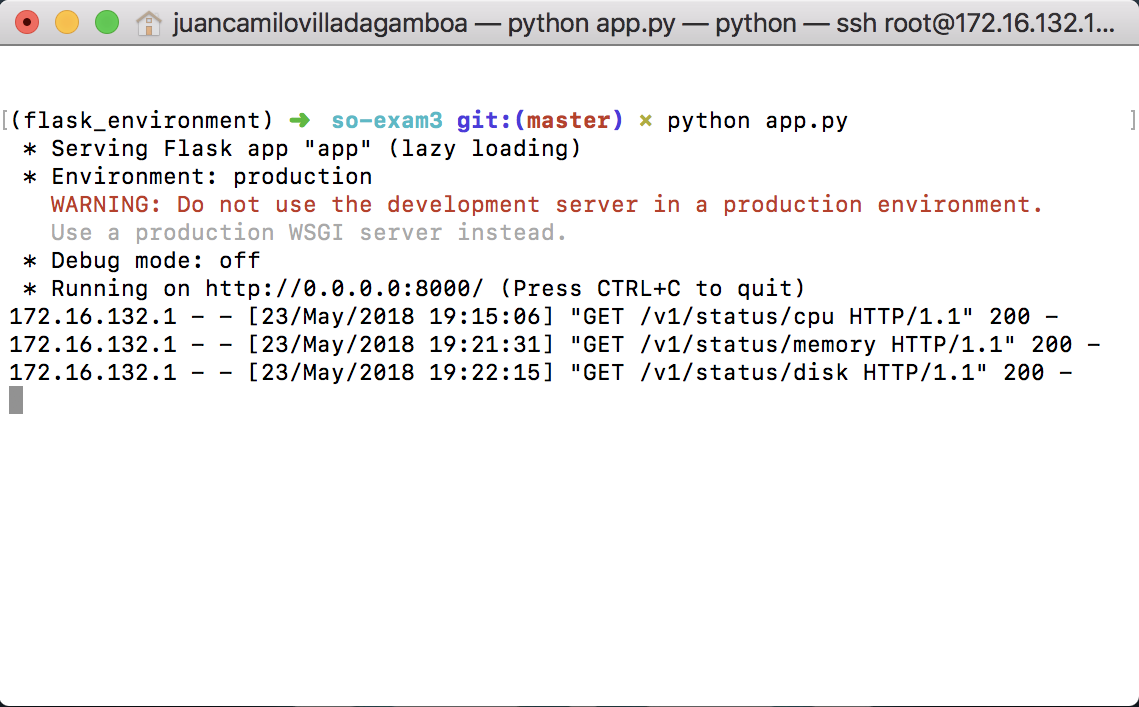 juancamilovilladagamboa — python app.py — python — ssh root@172.16.132.1...
[(flask_environment) ➜ so-exam3 git:(master) × python app.py ]
* Serving Flask app "app" (lazy loading)
* Environment: production
WARNING: Do not use the development server in a production environment.
Use a production WSGI server instead.
* Debug mode: off
* Running on http://0.0.0.0:8000/ (Press CTRL+C to quit)
172.16.132.1 - - [23/May/2018 19:15:06] "GET /v1/status/cpu HTTP/1.1" 200 -
172.16.132.1 - - [23/May/2018 19:21:31] "GET /v1/status/memory HTTP/1.1" 200 -
172.16.132.1 - - [23/May/2018 19:22:15] "GET /v1/status/disk HTTP/1.1" 200 -